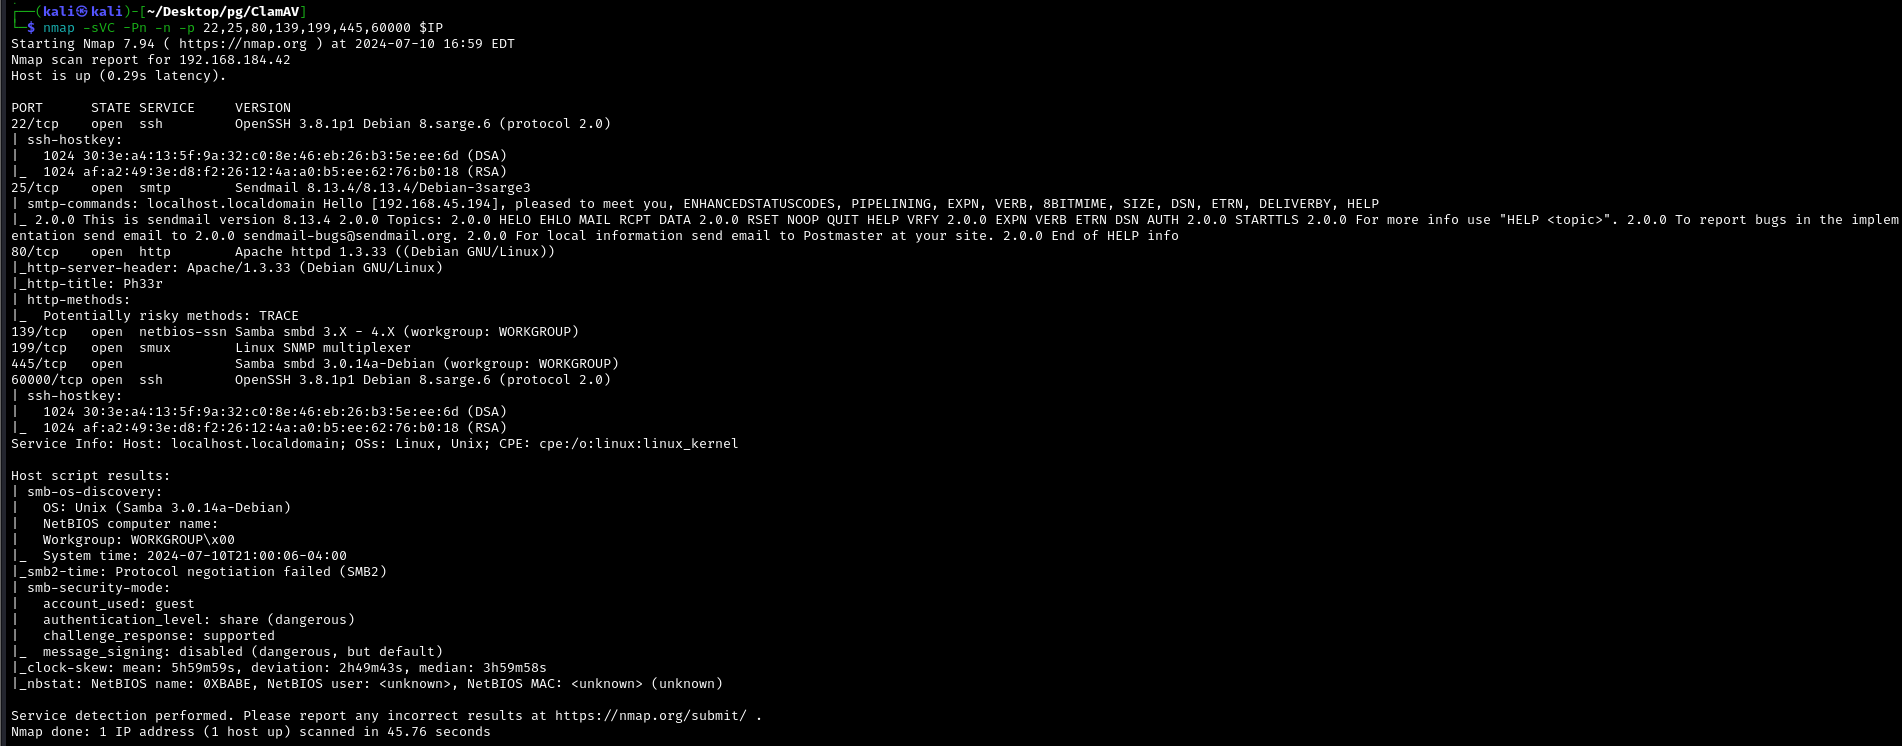 ┌──(kali㉿kali)-[~/Desktop/pg/ClamAV]
└─$ nmap -sVC -Pn -n -p 22,25,80,139,199,445,60000 $IP
Starting Nmap 7.94 ( https://nmap.org ) at 2024-07-10 16:59 EDT
Nmap scan report for 192.168.184.42
Host is up (0.29s latency).
PORT      STATE SERVICE     VERSION
22/tcp    open  ssh         OpenSSH 3.8.1p1 Debian 8.sarge.6 (protocol 2.0)
| ssh-hostkey:
|   1024 30:3e:a4:13:5f:9a:32:c0:8e:46:eb:26:b3:5e:ee:6d (DSA)
|_  1024 af:a2:49:3e:d8:f2:26:12:4a:a0:b5:ee:62:76:b0:18 (RSA)
25/tcp    open  smtp        Sendmail 8.13.4/8.13.4/Debian-3sarge3
| smtp-commands: localhost.localdomain Hello [192.168.45.194], pleased to meet you, ENHANCEDSTATUSCODES, PIPELINING, EXPN, VERB, 8BITMIME, SIZE, DSN, ETRN, DELIVERBY, HELP
|_ 2.0.0 This is sendmail version 8.13.4 2.0.0 Topics: 2.0.0 HELO EHLO MAIL RCPT DATA 2.0.0 RSET NOOP QUIT HELP VRFY 2.0.0 EXPN VERB ETRN DSN AUTH 2.0.0 STARTTLS 2.0.0 For more info use "HELP <topic>". 2.0.0 To report bugs in the implem
entation send email to 2.0.0 sendmail-bugs@sendmail.org. 2.0.0 For local information send email to Postmaster at your site. 2.0.0 End of HELP info
80/tcp    open  http        Apache httpd 1.3.33 ((Debian GNU/Linux))
|_http-server-header: Apache/1.3.33 (Debian GNU/Linux)
|_http-title: Ph33r
| http-methods:
|_  Potentially risky methods: TRACE
139/tcp   open  netbios-ssn Samba smbd 3.X - 4.X (workgroup: WORKGROUP)
199/tcp   open  smux        Linux SNMP multiplexer
445/tcp   open              Samba smbd 3.0.14a-Debian (workgroup: WORKGROUP)
60000/tcp open  ssh         OpenSSH 3.8.1p1 Debian 8.sarge.6 (protocol 2.0)
| ssh-hostkey:
|   1024 30:3e:a4:13:5f:9a:32:c0:8e:46:eb:26:b3:5e:ee:6d (DSA)
|_  1024 af:a2:49:3e:d8:f2:26:12:4a:a0:b5:ee:62:76:b0:18 (RSA)
Service Info: Host: localhost.localdomain; OSs: Linux, Unix; CPE: cpe:/o:linux:linux_kernel
Host script results:
| smb-os-discovery:
|   OS: Unix (Samba 3.0.14a-Debian)
|   NetBIOS computer name:
|   Workgroup: WORKGROUP\x00
|_  System time: 2024-07-10T21:00:06-04:00
|_smb2-time: Protocol negotiation failed (SMB2)
| smb-security-mode:
|   account_used: guest
|   authentication_level: share (dangerous)
|   challenge_response: supported
|_  message_signing: disabled (dangerous, but default)
|_clock-skew: mean: 5h59m59s, deviation: 2h49m43s, median: 3h59m58s
|_nbstat: NetBIOS name: 0XBABE, NetBIOS user: <unknown>, NetBIOS MAC: <unknown> (unknown)
Service detection performed. Please report any incorrect results at https://nmap.org/submit/ .
Nmap done: 1 IP address (1 host up) scanned in 45.76 seconds